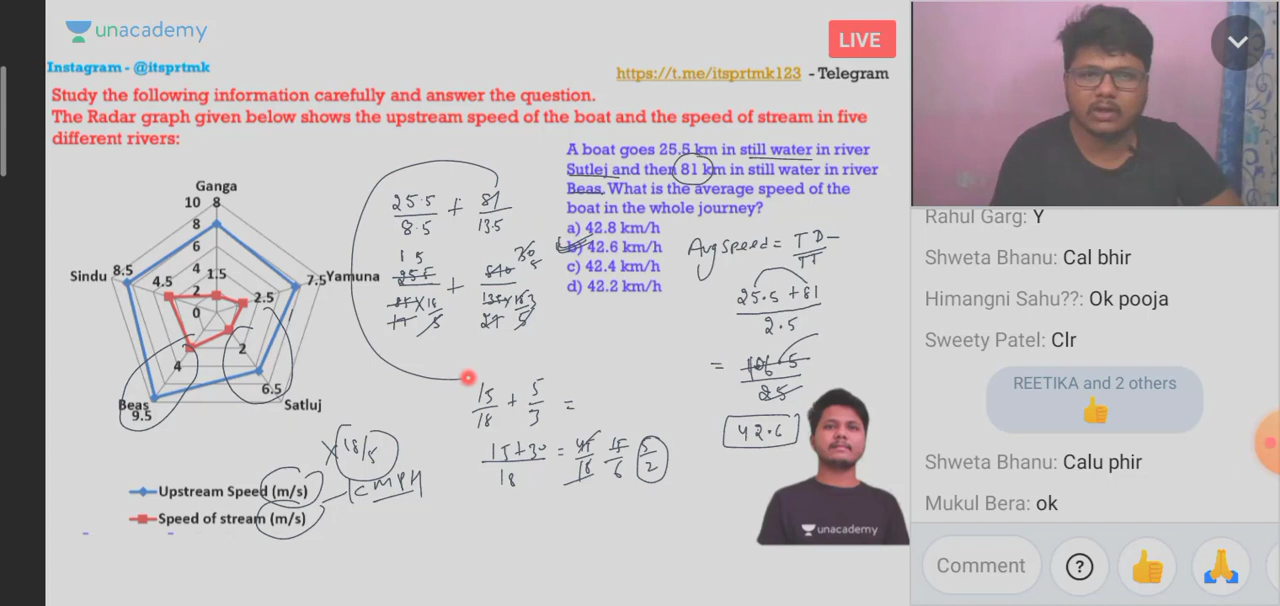 unacademy
LIVE
Instagram - @itsprtmk
https://t.me/itsprtmk123 - Telegram
Study the following information carefully and answer the question.
The Radar graph given below shows the upstream speed of the boat and the speed of stream in five
different rivers:
A boat goes 25.5 km in still water in river
Sutlej and then 81 km in still water in river
Beas. What is the average speed of the
boat in the whole journey?
a) 42.8 km/h
b) 42.6 km/h
c) 42.4 km/h
d) 42.2 km/h
Ganga
10 8
8
6
4 1.5
2
0
Yamuna
7.5
2.5
Satluj
6.5
2
Beas
9.5
4
Sindu 8.5
4.5
Upstream Speed (m/s)
Speed of stream (m/s)
×18/5
KMPH
25.5/8.5 + 81/13.5
15/18 + 5/3 =
15+30/18 = 45/18 15/6 5/2
Avg speed = TD/TT
25.5 + 81
2.5
= 106.5
25
42.6
unacademy
Rahul Garg: Y
Shweta Bhanu: Cal bhir
Himangni Sahu??: Ok pooja
Sweety Patel: Clr
REETIKA and 2 others
Shweta Bhanu: Calu phir
Mukul Bera: ok
Comment
?